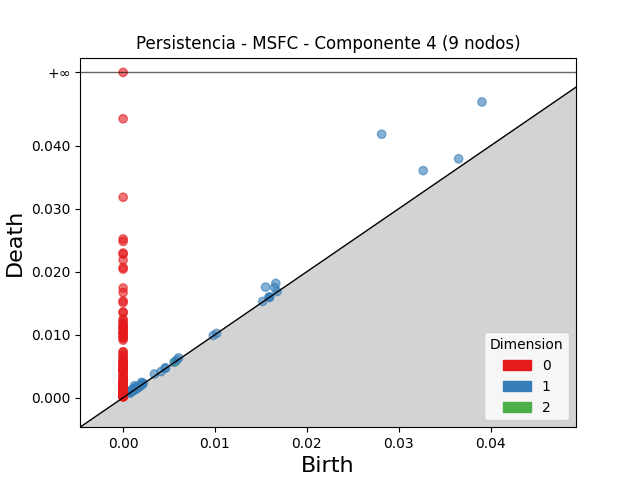 Persistencia - MSFC - Componente 4 (9 nodos)
+∞
0.040
0.030
0.020
0.010
0.000
Death
Dimension
0
1
2
0.00 0.01 0.02 0.03 0.04
Birth